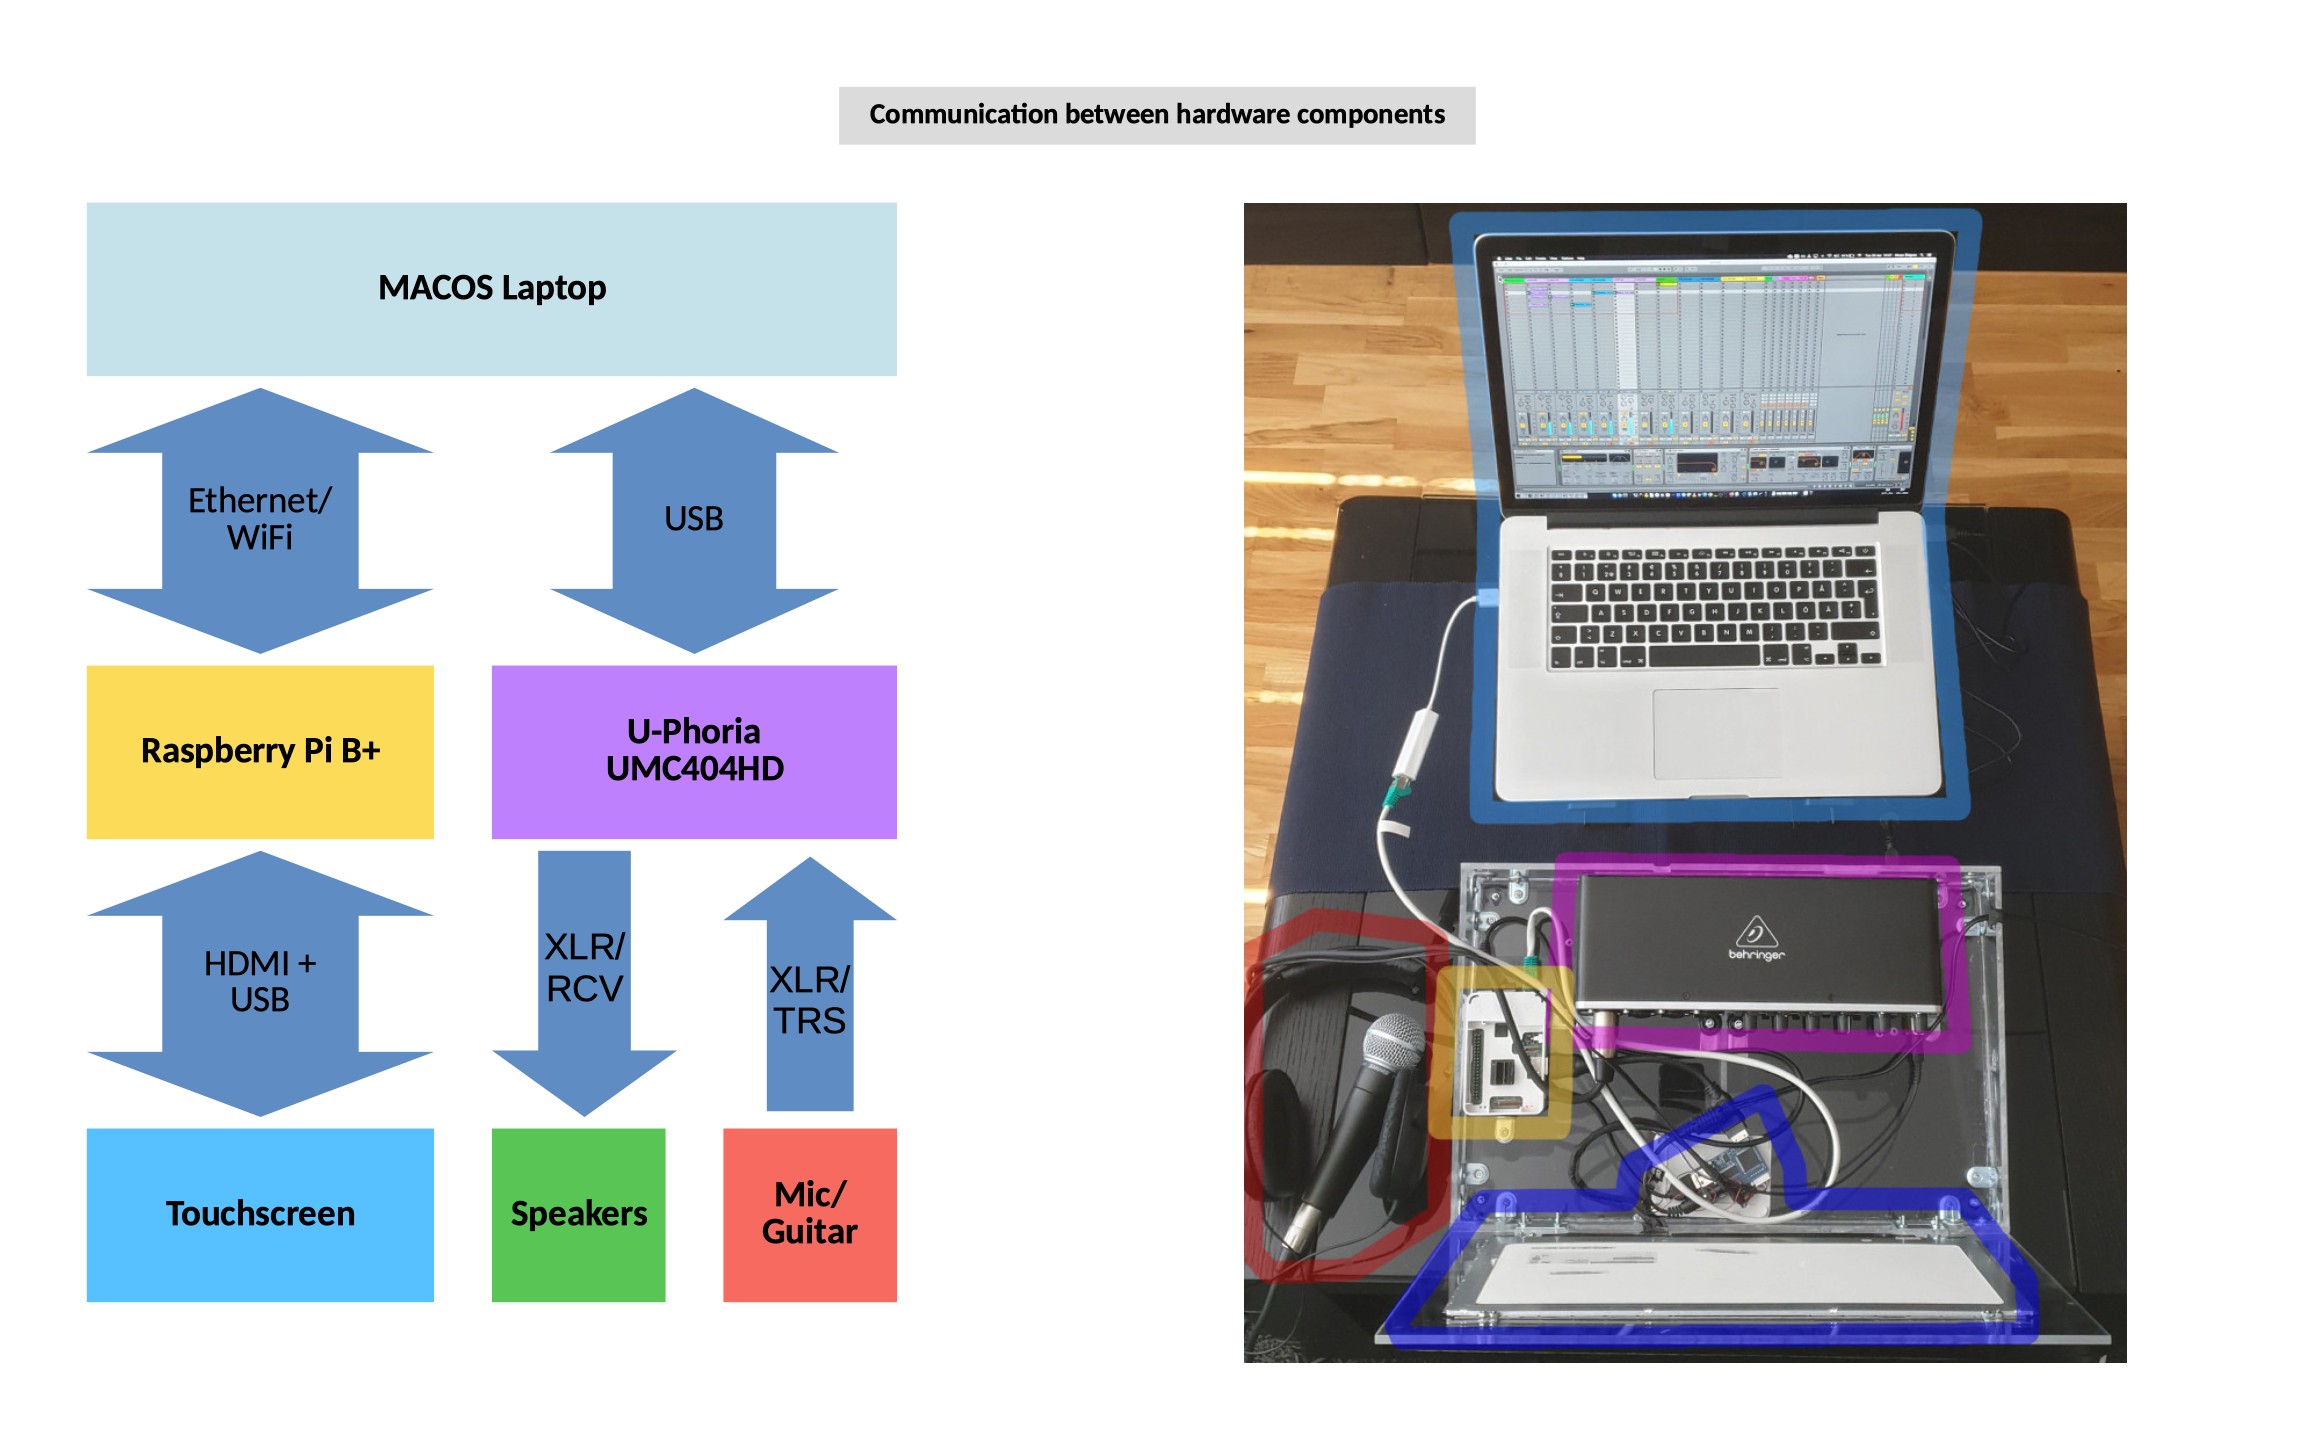 Communication between hardware components
MACOS Laptop
Ethernet/
WiFi
USB
Raspberry Pi B+
U-Phoria
UMC404HD
HDMI +
USB
XLR/
RCV
XLR/
TRS
Touchscreen
Speakers
Mic/
Guitar
behringer